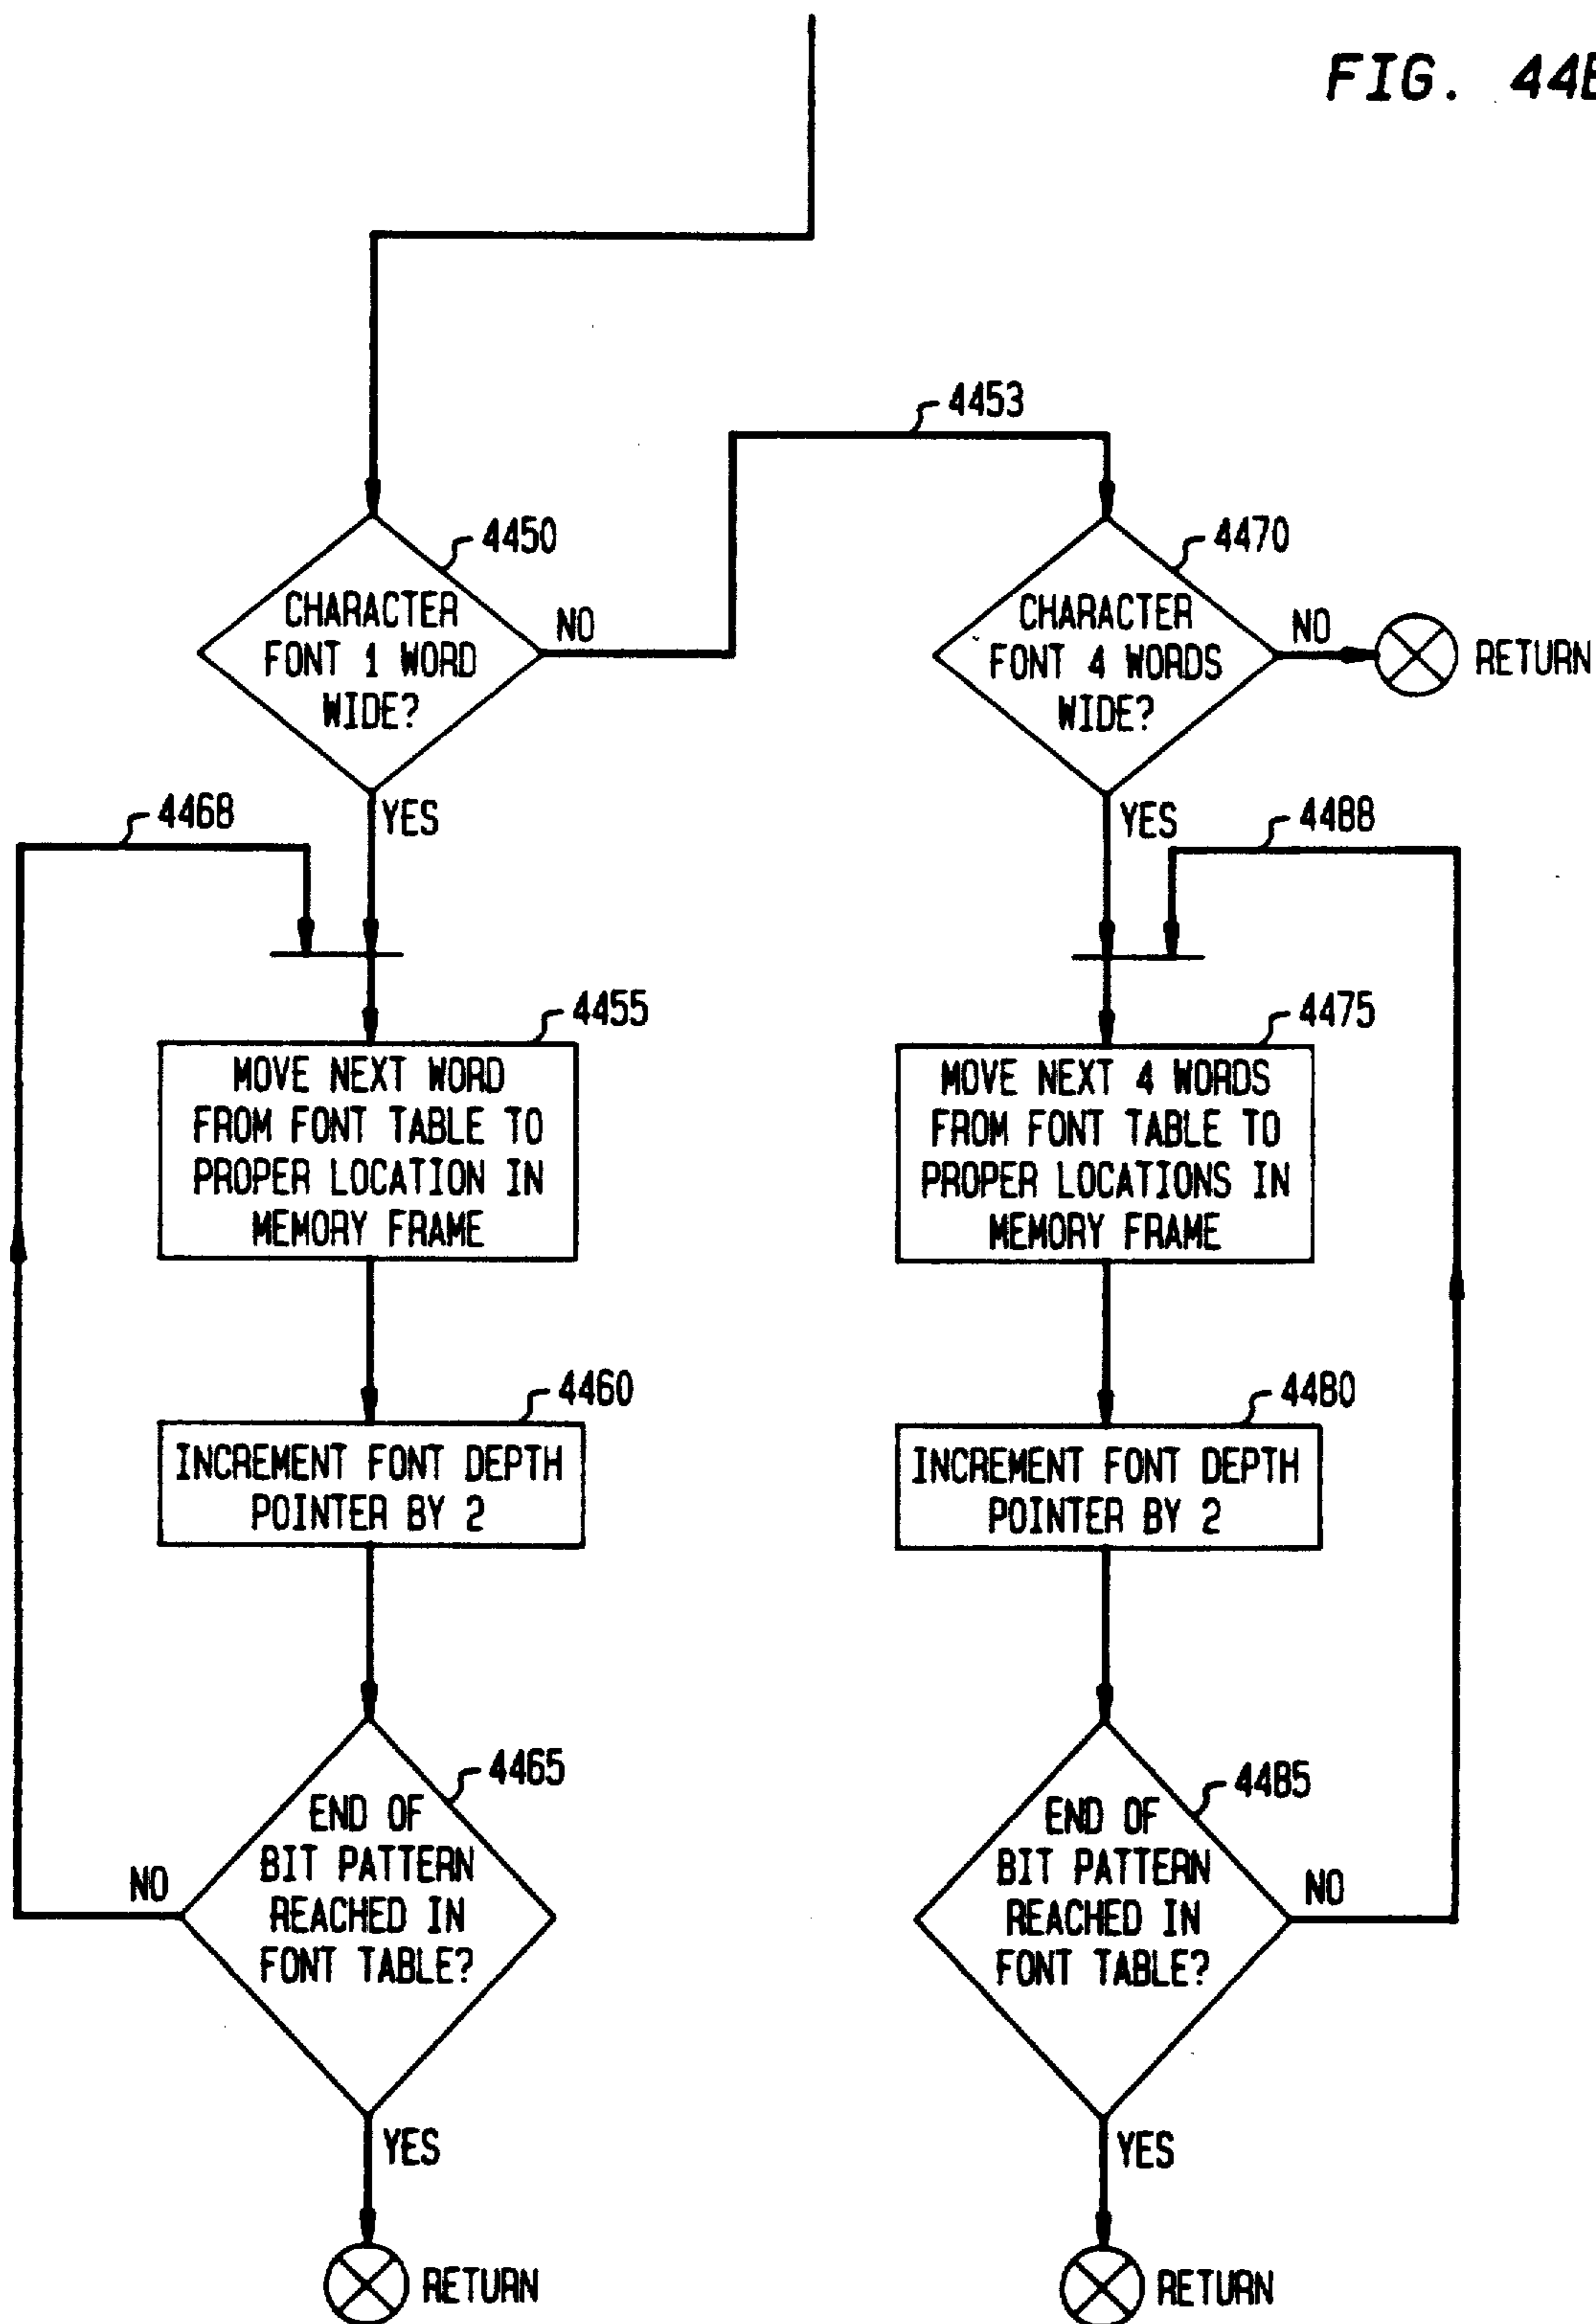 FIG. 44B
4453
4450
CHARACTER
FONT 1 WORD
WIDE?
NO
YES
4470
CHARACTER
FONT 4 WORDS
WIDE?
NO
RETURN
YES
4468
4488
4455
MOVE NEXT WORD
FROM FONT TABLE TO
PROPER LOCATION IN
MEMORY FRAME
4475
MOVE NEXT 4 WORDS
FROM FONT TABLE TO
PROPER LOCATIONS IN
MEMORY FRAME
4460
INCREMENT FONT DEPTH
POINTER BY 2
4480
INCREMENT FONT DEPTH
POINTER BY 2
4465
END OF
BIT PATTERN
REACHED IN
FONT TABLE?
NO
YES
RETURN
4485
END OF
BIT PATTERN
REACHED IN
FONT TABLE?
NO
YES
RETURN